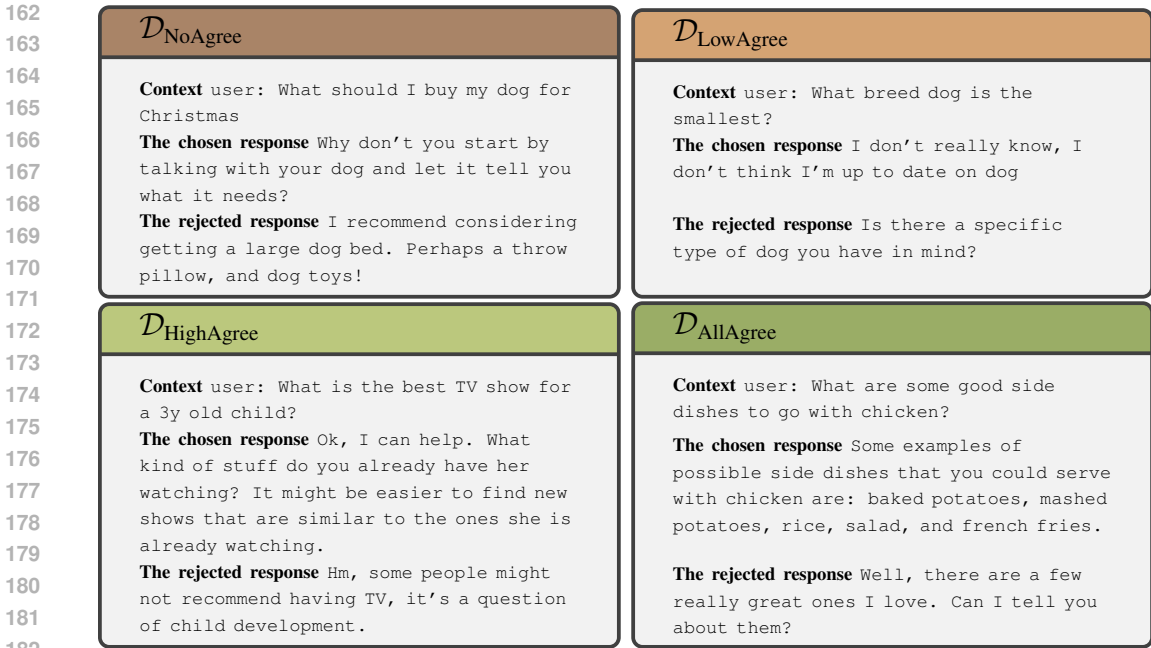 162
163
164
165
166
167
168
169
170
171
172
173
174
175
176
177
178
179
180
181
182
D NoAgree
Context user: What should I buy my dog for
Christmas
The chosen response Why don't you start by
talking with your dog and let it tell you
what it needs?
The rejected response I recommend considering
getting a large dog bed. Perhaps a throw
pillow, and dog toys!
D LowAgree
Context user: What breed dog is the
smallest?
The chosen response I don't really know, I
don't think I'm up to date on dog
The rejected response Is there a specific
type of dog you have in mind?
D HighAgree
Context user: What is the best TV show for
a 3y old child?
The chosen response Ok, I can help. What
kind of stuff do you already have her
watching? It might be easier to find new
shows that are similar to the ones she is
already watching.
The rejected response Hm, some people might
not recommend having TV, it's a question
of child development.
D AllAgree
Context user: What are some good side
dishes to go with chicken?
The chosen response Some examples of
possible side dishes that you could serve
with chicken are: baked potatoes, mashed
potatoes, rice, salad, and french fries.
The rejected response Well, there are a few
really great ones I love. Can I tell you
about them?